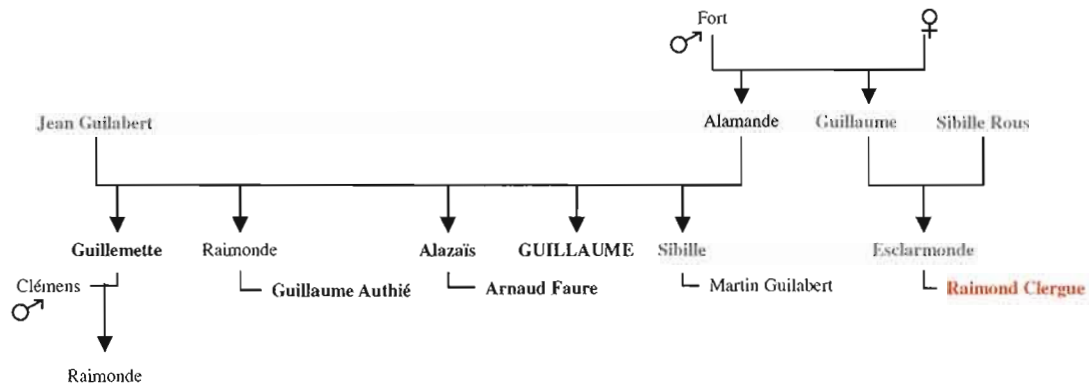 Fort
Jean Guilabert Alamande Guillaume Sibille Rous
Guillemette Raimonde Alazaïs GUILLAUME Sibille Esclarmonde
Clémens Guillaume Authié Arnaud Faure Martin Guilabert Raimond Clergue
Raimonde